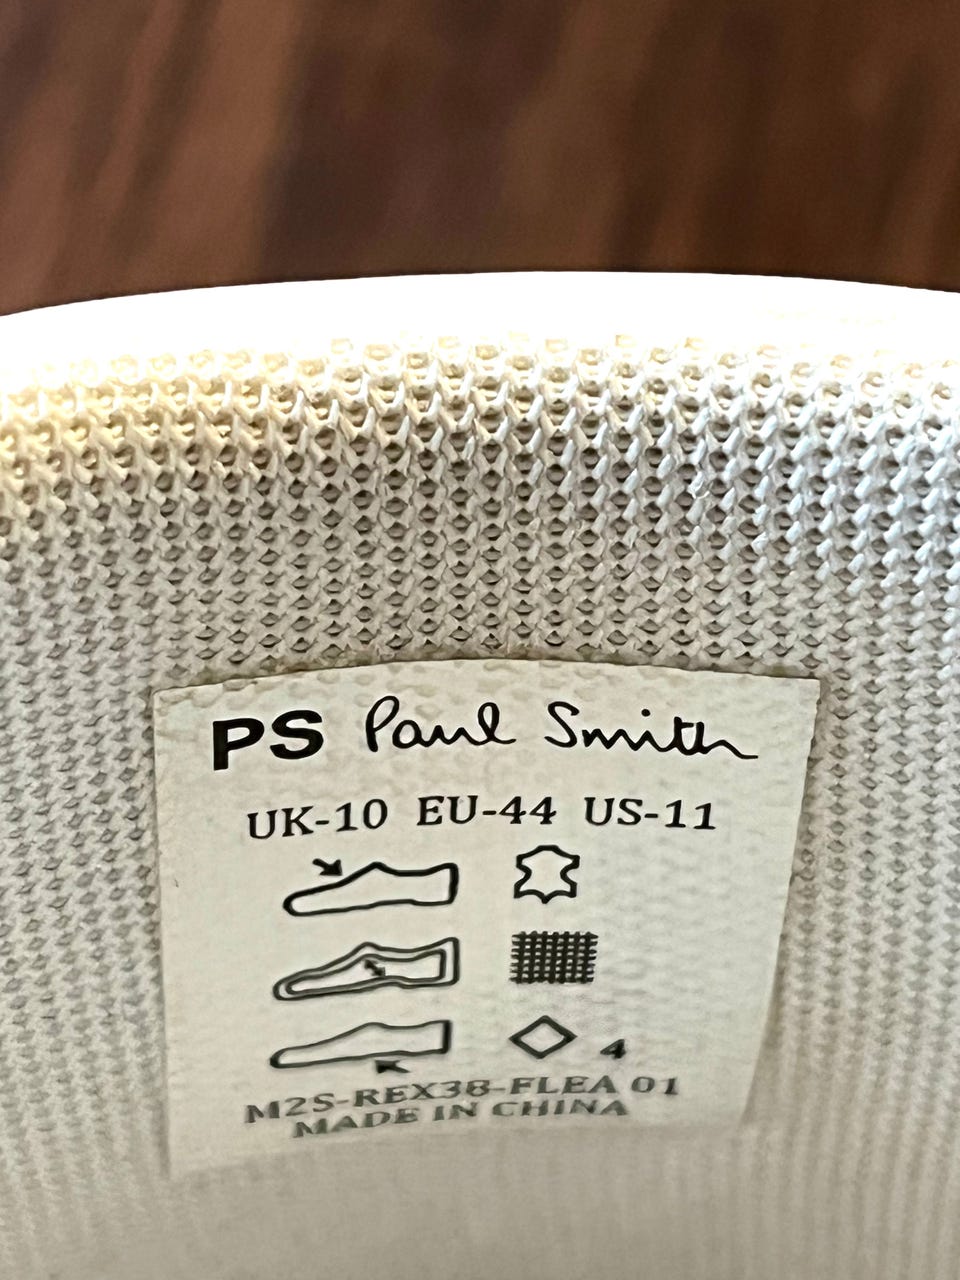 PS Paul Smith
UK-10 EU-44 US-11
4
M2S-REX38-FLEA 01
MADE IN CHINA